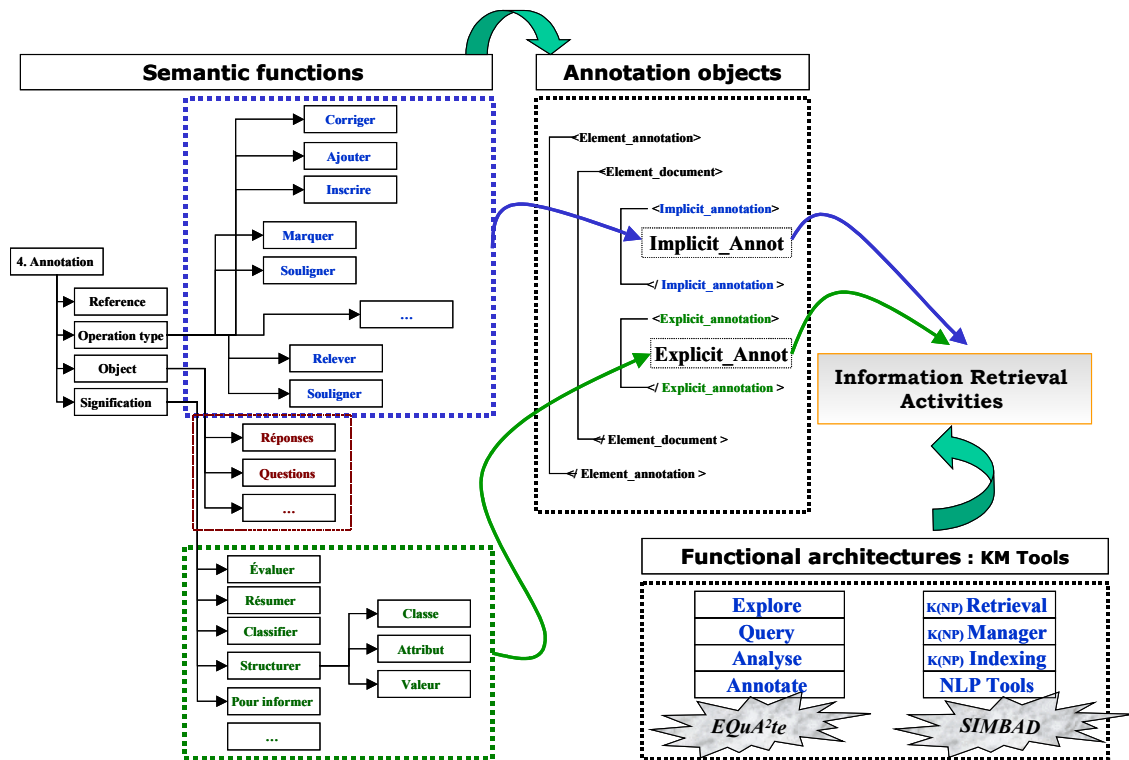 Semantic functions
Annotation objects
Corriger
Ajouter
Inscrire
Marquer
Souligner
...
Relever
Souligner
4. Annotation
Reference
Operation type
Object
Signification
Réponses
Questions
...
Évaluer
Résumer
Classifier
Structurer
Pour informer
...
Classe
Attribut
Valeur
<Element_annotation>
<Element_document>
<Implicit_annotation>
Implicit_Annot
</ Implicit_annotation >
<Explicit_annotation>
Explicit_Annot
</ Explicit_annotation >
</ Element_document >
</ Element_annotation >
Information Retrieval
Activities
Functional architectures : KM Tools
Explore
Query
Analyse
Annotate
EQuA²te
K(NP) Retrieval
K(NP) Manager
K(NP) Indexing
NLP Tools
SIMBAD